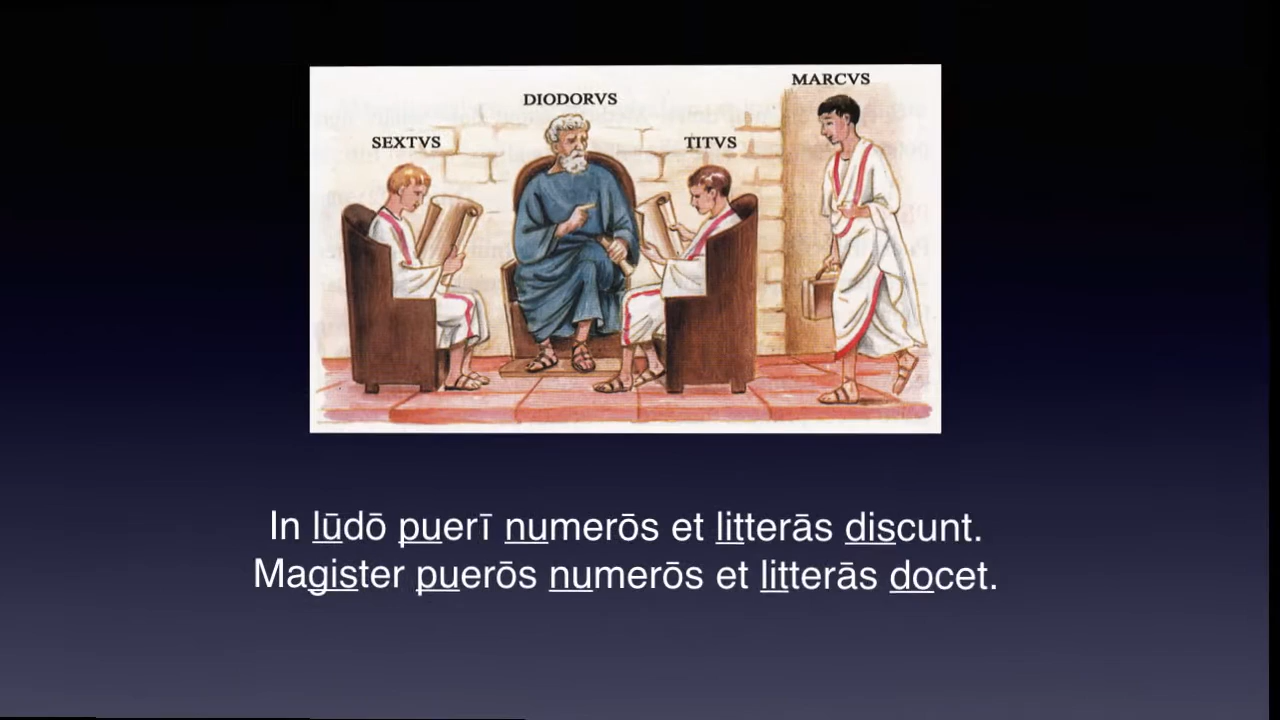 MARCVS
DIODORVS
SEXTVS
TITVS
In lūdō puerī numerōs et litterās discunt.
Magister puerōs numerōs et litterās docet.